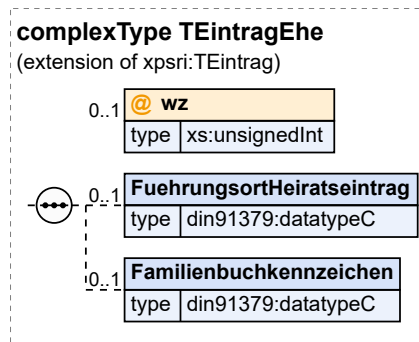 complexType TEintragEhe
(extension of xpsri:TEintrag)
0..1 @ wz
type xs:unsignedInt
0..1 FuehrungsortHeiratseintrag
type din91379:datatypeC
0..1 Familienbuchkennzeichen
type din91379:datatypeC